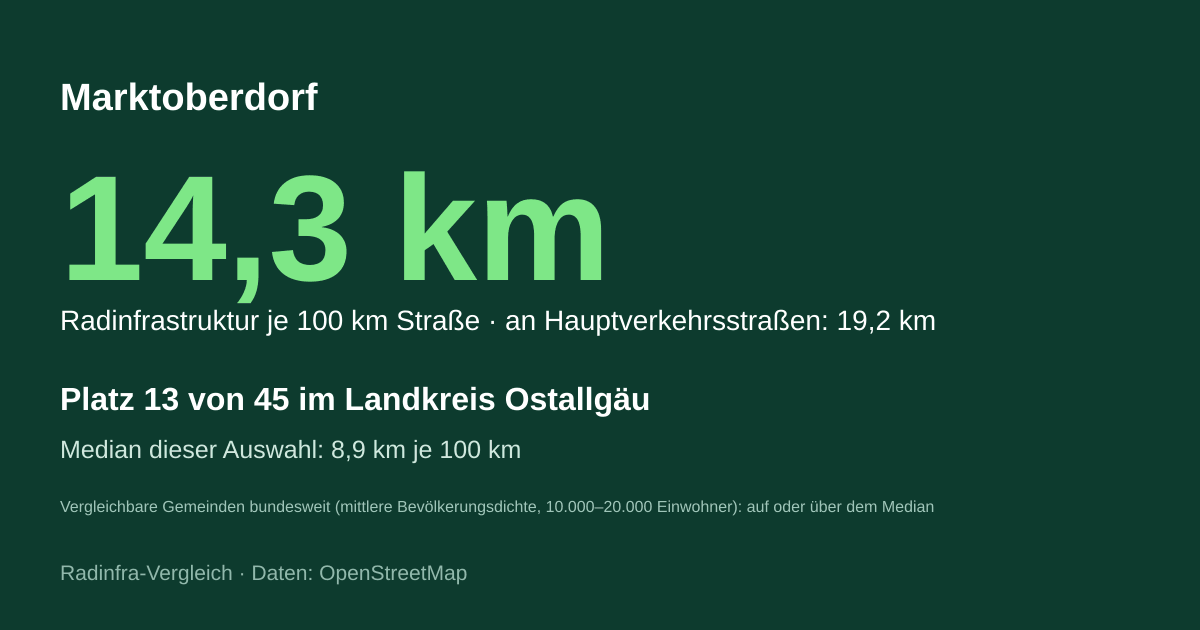 Marktoberdorf
14,3 km
Radinfrastruktur je 100 km Straße · an Hauptverkehrsstraßen: 19,2 km
Platz 13 von 45 im Landkreis Ostallgäu
Median dieser Auswahl: 8,9 km je 100 km
Vergleichbare Gemeinden bundesweit (mittlere Bevölkerungsdichte, 10.000–20.000 Einwohner): auf oder über dem Median
Radinfra-Vergleich · Daten: OpenStreetMap